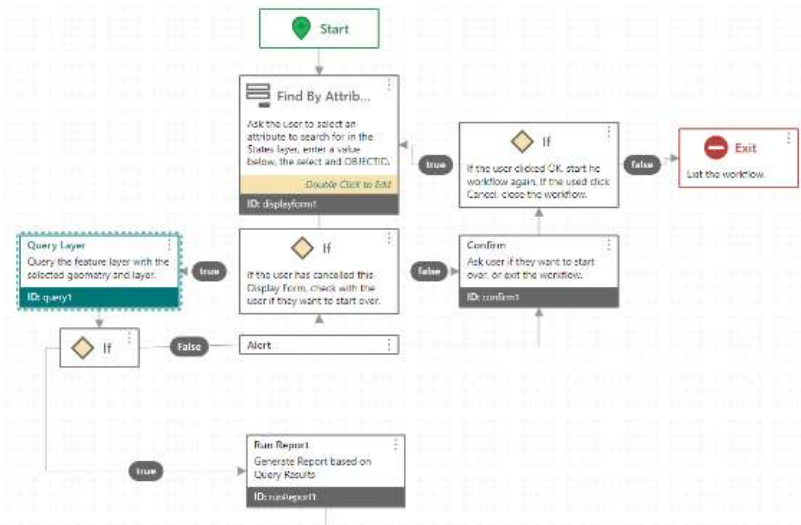 Start
Find By Attrib...
Ask the user to select an
attribute to search for in the
States layer, enter a value
below, the select and OBJECTID.
Double Click to Edit
ID: displayform1
If
If the user clicked OK, start he
workflow again. If the used click
Cancel, close the workflow.
true
false
Exit
Exit the workflow.
Query Layer
Query the feature layer with the
selected geometry and layer.
ID: query1
true
If
If the user has cancelled this
Display Form, check with the
user if they want to start over.
false
Confirm
Ask user if they want to start
over, or exit the workflow.
ID: confirm1
If
False
Alert
true
Run Report
Generate Report based on
Query Results
ID: runReport1